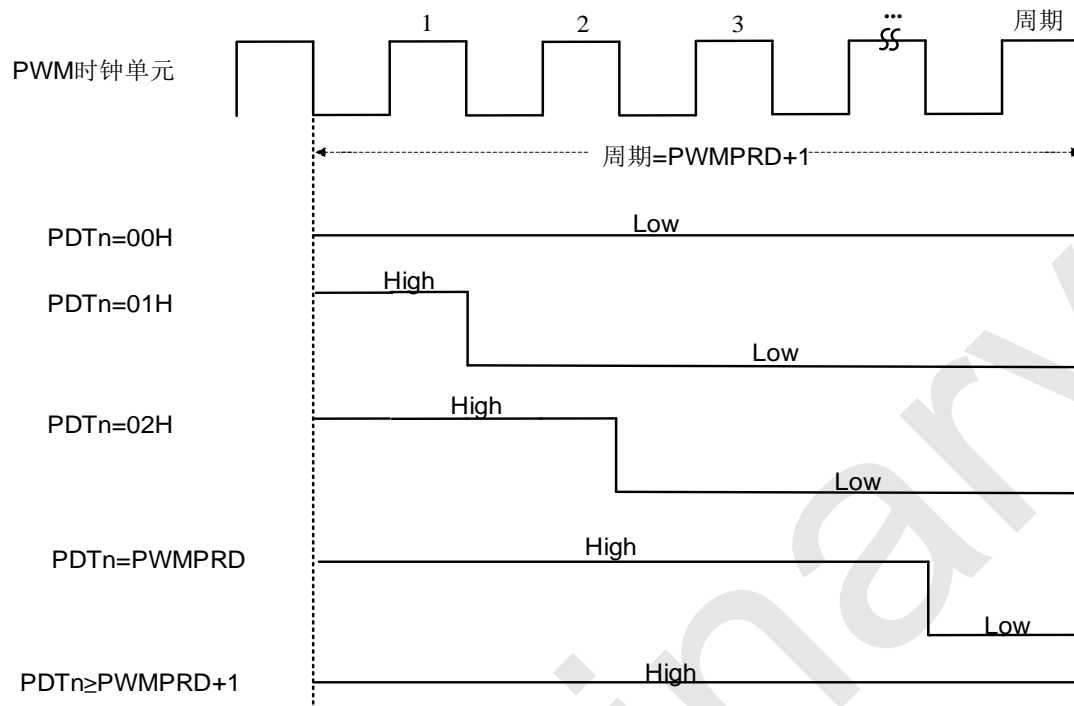 1 2 3 ... 周期
PWM时钟单元
周期=PWMPRD+1
PDTn=00H Low
PDTn=01H High Low
PDTn=02H High Low
PDTn=PWMPRD High Low
PDTn≥PWMPRD+1 High
inary